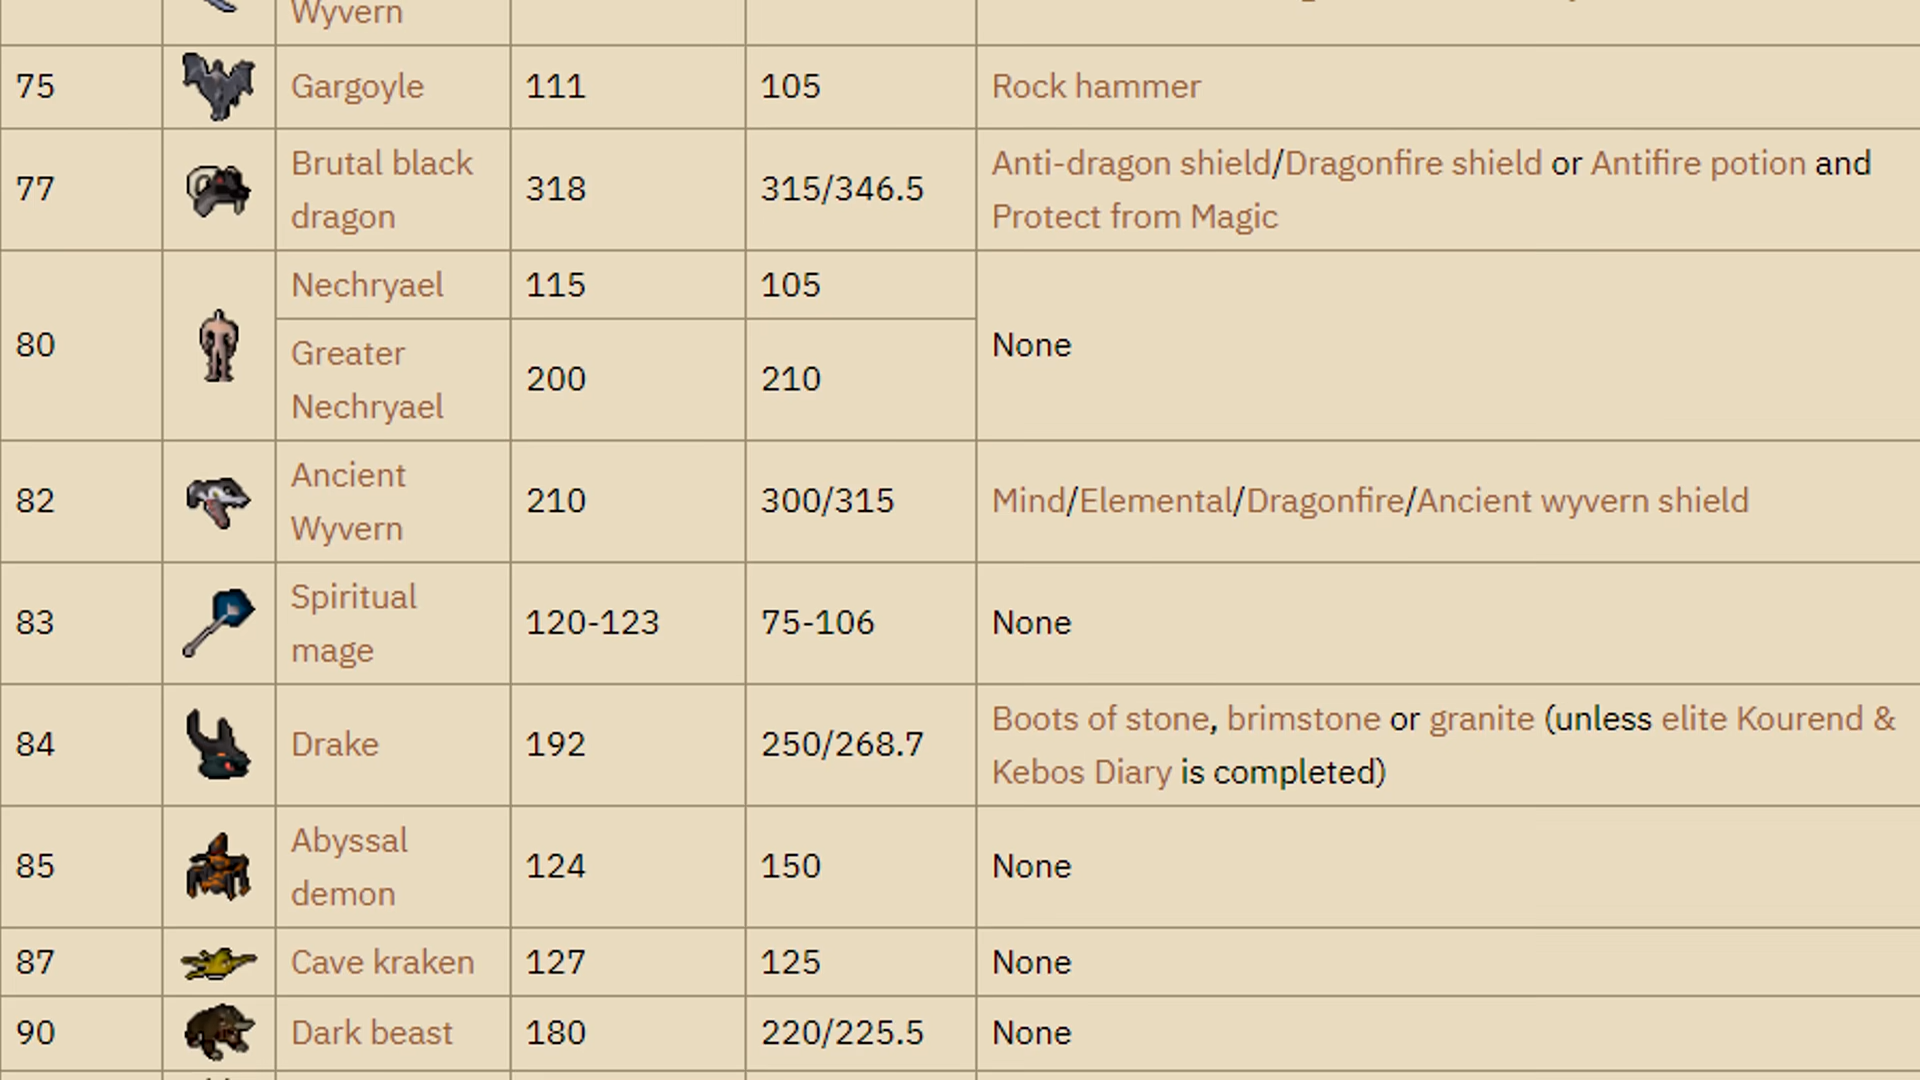 Wyvern
75 Gargoyle 111 105 Rock hammer
77 Brutal black dragon 318 315/346.5 Anti-dragon shield/Dragonfire shield or Antifire potion and
Protect from Magic
80 Nechryael 115 105 None
Greater Nechryael 200 210
82 Ancient Wyvern 210 300/315 Mind/Elemental/Dragonfire/Ancient wyvern shield
83 Spiritual mage 120-123 75-106 None
84 Drake 192 250/268.7 Boots of stone, brimstone or granite (unless elite Kourend &
Kebos Diary is completed)
85 Abyssal demon 124 150 None
87 Cave kraken 127 125 None
90 Dark beast 180 220/225.5 None